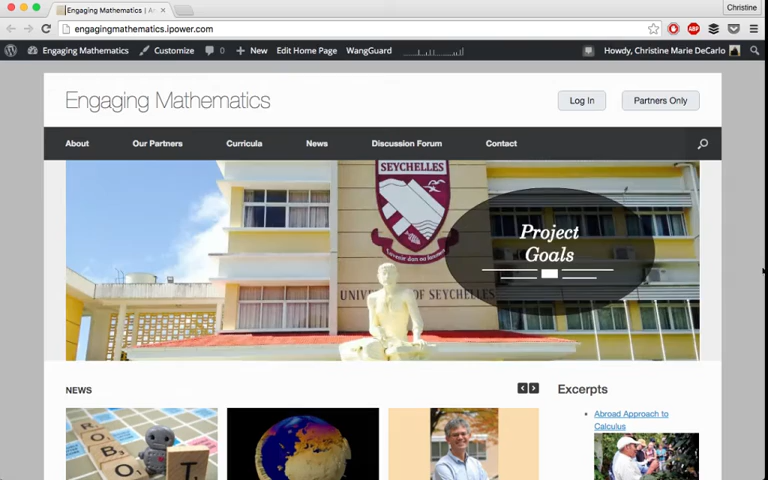 Christine
Engaging Mathematics | A
engagingmathematics.ipower.com
ABP
Engaging Mathematics Customize 0 New Edit Home Page WangGuard Howdy, Christine Marie DeCarlo
Engaging Mathematics
Log In Partners Only
About Our Partners Curricula News Discussion Forum Contact
SEYCHELLES
Project
Goals
UNIVERSITY OF SEYCHELLES
NEWS
Excerpts
Abroad Approach to
Calculus
ROBO
T